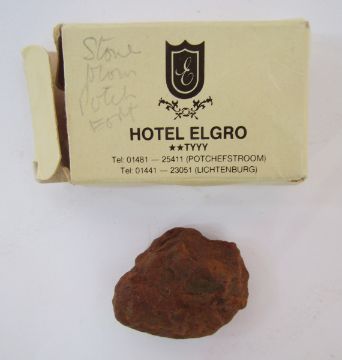 Stone
from
Potch
Fort
E
HOTEL ELGRO
★★TYYY
Tel: 01481 — 25411 (POTCHEFSTROOM)
Tel: 01441 — 23051 (LICHTENBURG)